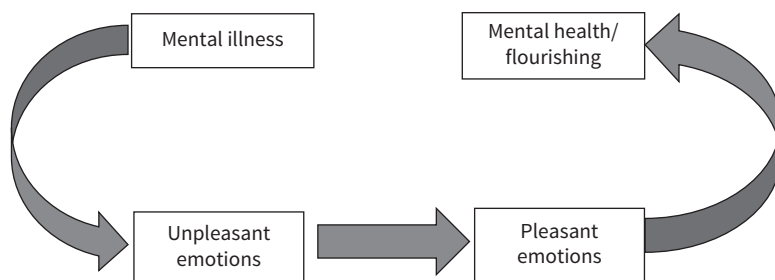 Mental illness
Mental health/
flourishing
Unpleasant
emotions
Pleasant
emotions